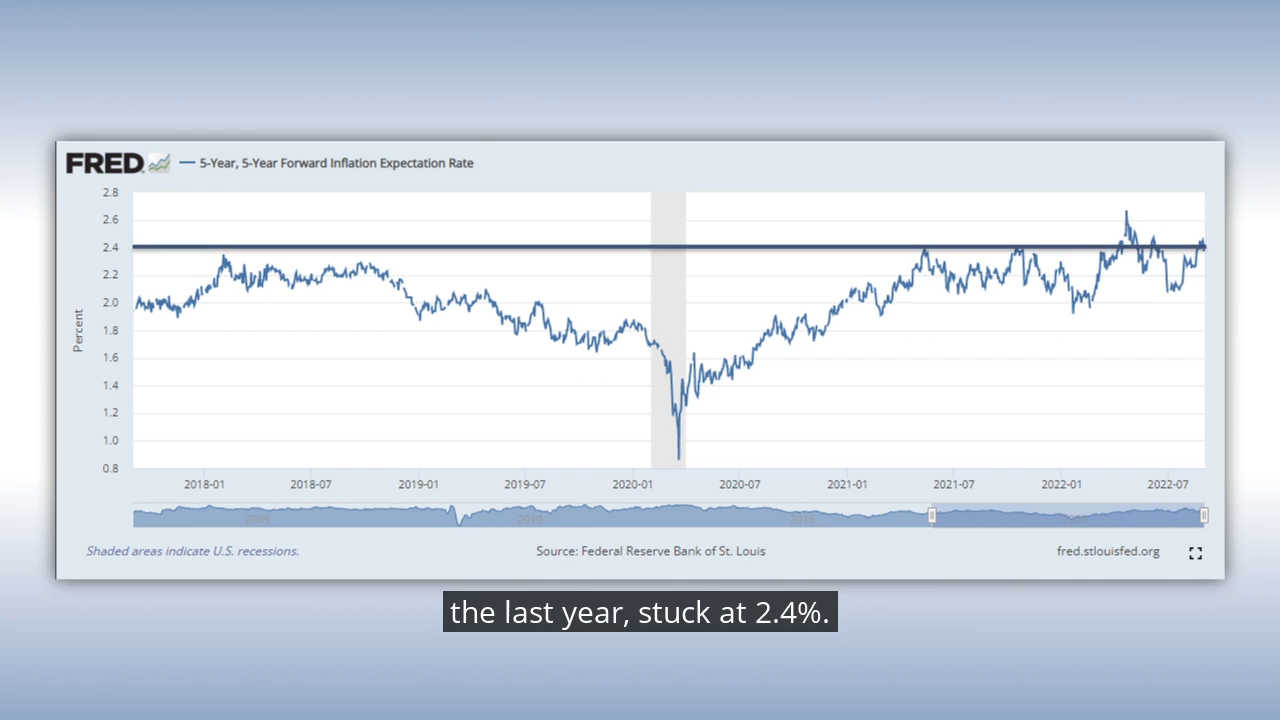 FRED 5-Year, 5-Year Forward Inflation Expectation Rate
2.8
2.6
2.4
2.2
2.0
1.8
1.6
1.4
1.2
1.0
0.8
Percent
2018-01 2018-07 2019-01 2019-07 2020-01 2020-07 2021-01 2021-07 2022-01 2022-07
2005 2010 2015 2020
Shaded areas indicate U.S. recessions. Source: Federal Reserve Bank of St. Louis fred.stlouisfed.org
the last year, stuck at 2.4%.